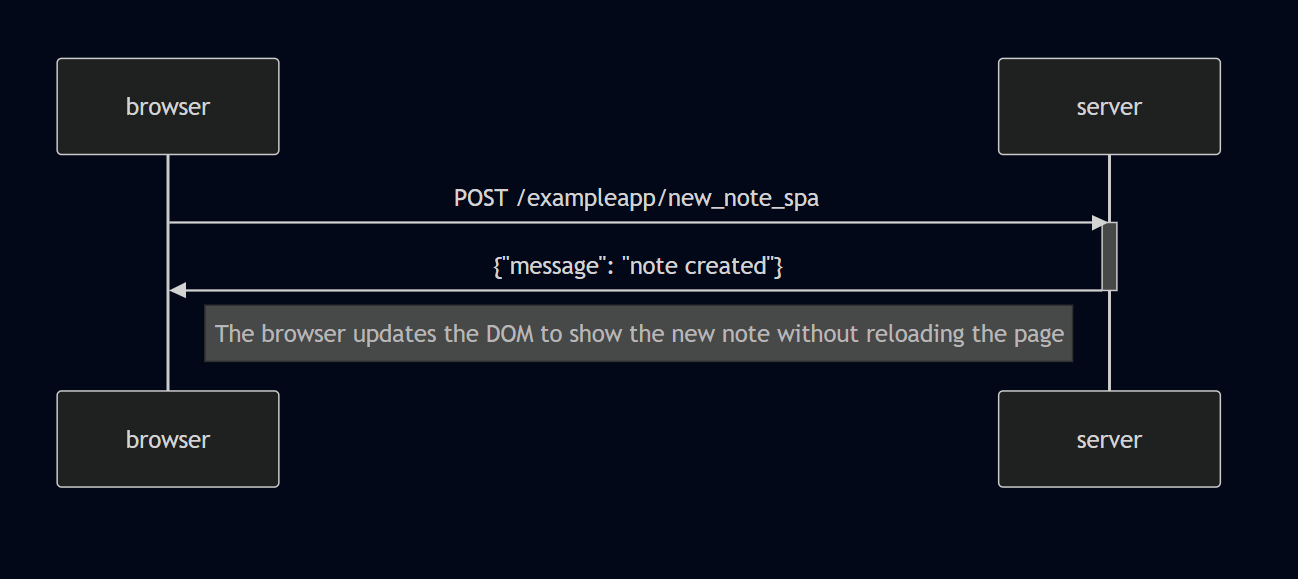 browser
server
POST /exampleapp/new_note_spa
{"message": "note created"}
The browser updates the DOM to show the new note without reloading the page
browser
server